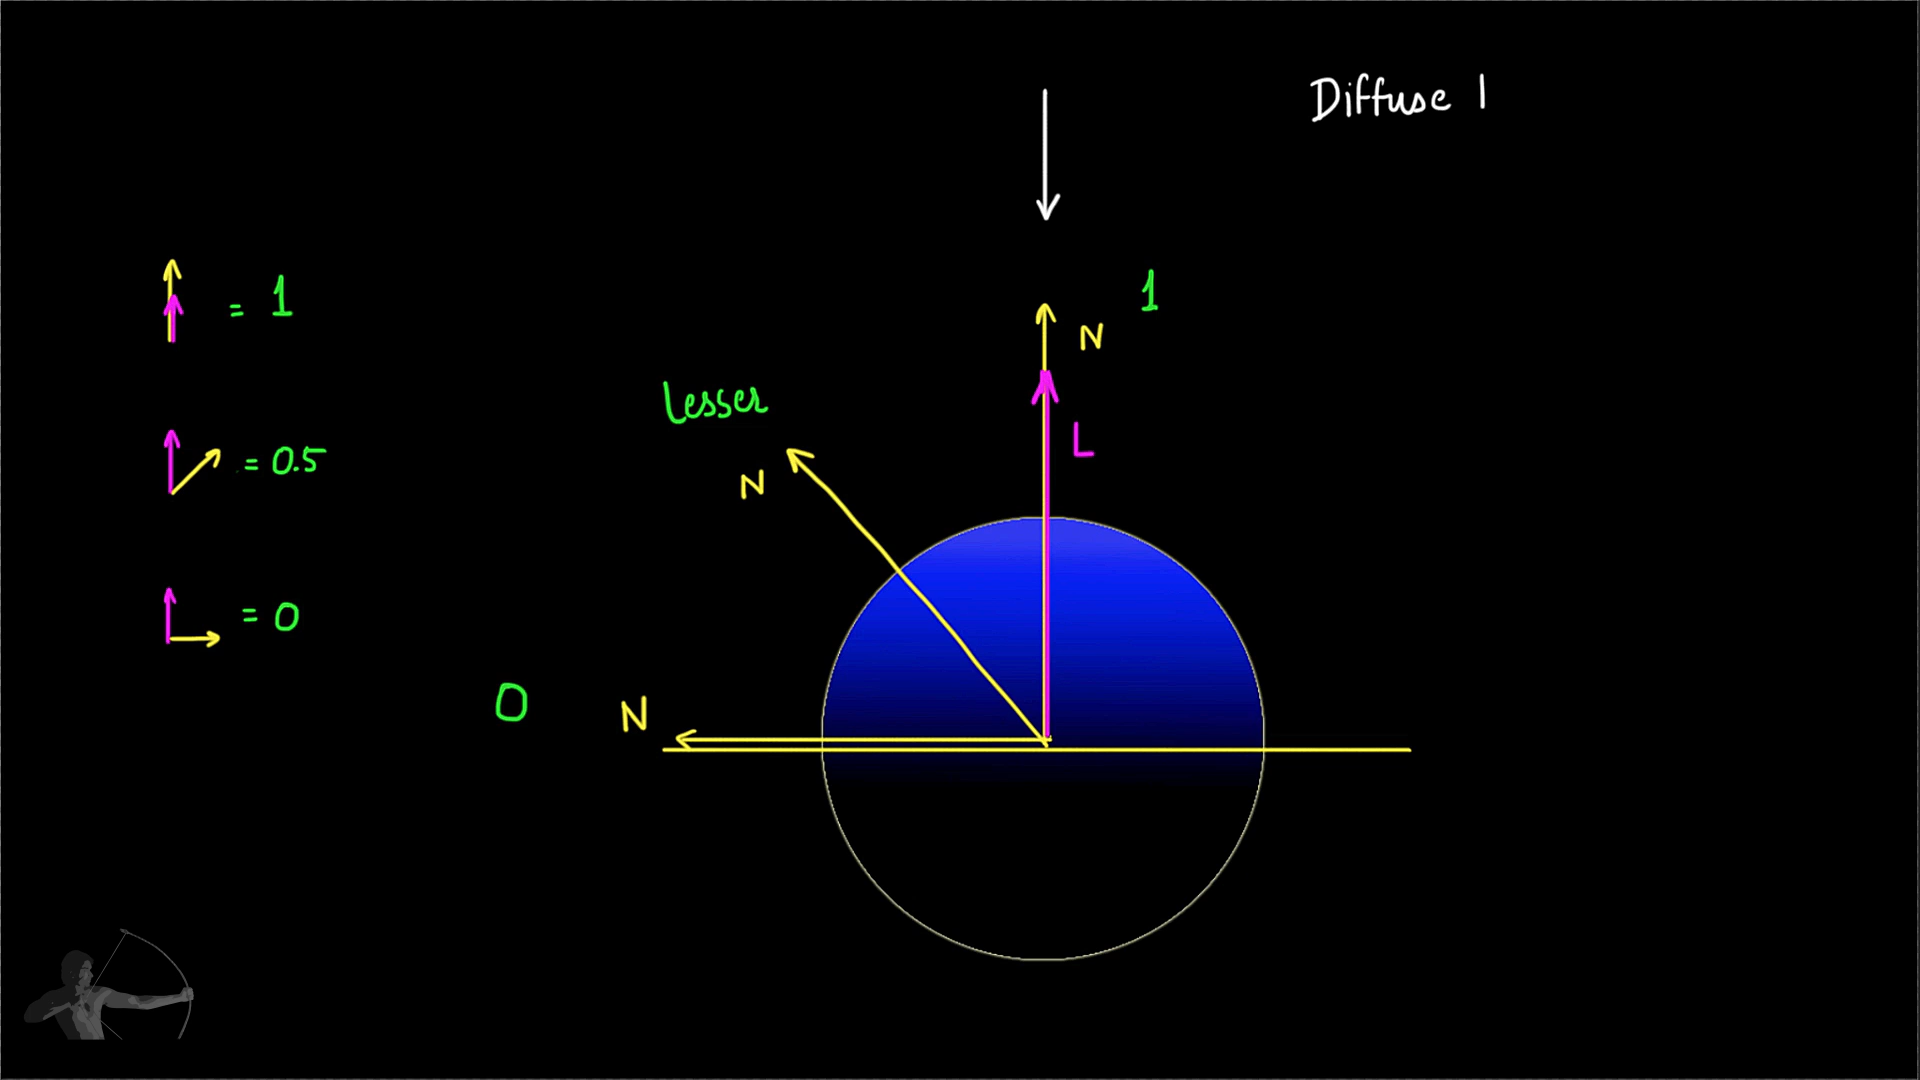 Diffuse 1
= 1
1
N
Lesser
L
= 0.5
N
= 0
0
N